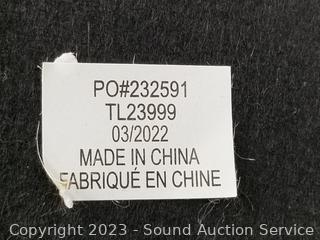 PO#232591
TL23999
03/2022
MADE IN CHINA
FABRIQUÉ EN CHINE
Copyright 2023 - Sound Auction Service